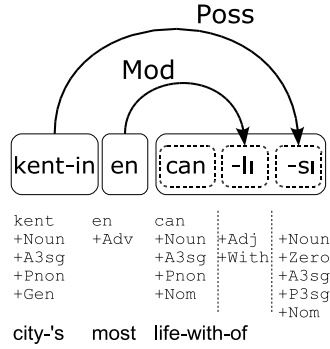 Poss
Mod
kent-in en can -lı -sı
kent en can
+Noun +Adv +Noun +Adj +Noun
+A3sg +A3sg +With +Zero
+Pnon +Pnon +A3sg
+Gen +Nom +P3sg
+Nom
city-'s most life-with-of